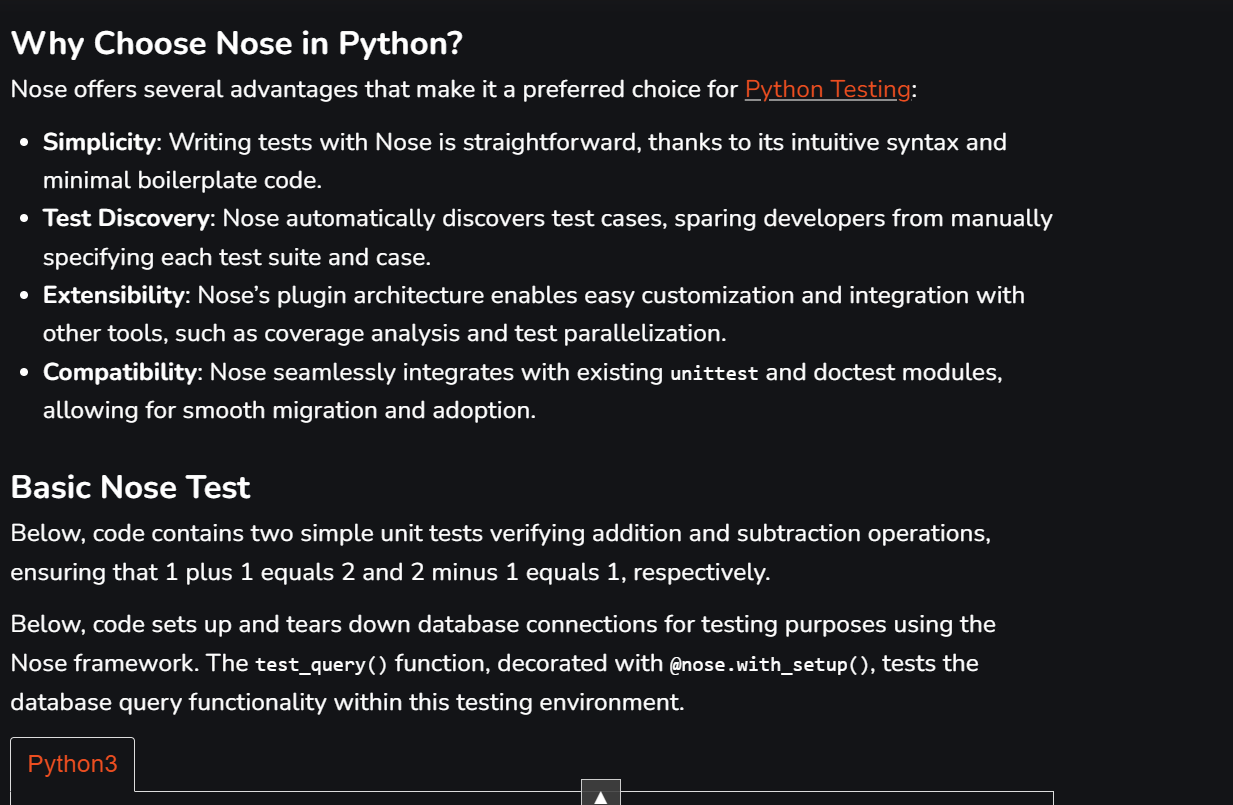 Why Choose Nose in Python?
Nose offers several advantages that make it a preferred choice for Python Testing:
• Simplicity: Writing tests with Nose is straightforward, thanks to its intuitive syntax and
minimal boilerplate code.
• Test Discovery: Nose automatically discovers test cases, sparing developers from manually
specifying each test suite and case.
• Extensibility: Nose’s plugin architecture enables easy customization and integration with
other tools, such as coverage analysis and test parallelization.
• Compatibility: Nose seamlessly integrates with existing unittest and doctest modules,
allowing for smooth migration and adoption.
Basic Nose Test
Below, code contains two simple unit tests verifying addition and subtraction operations,
ensuring that 1 plus 1 equals 2 and 2 minus 1 equals 1, respectively.
Below, code sets up and tears down database connections for testing purposes using the
Nose framework. The test_query() function, decorated with @nose.with_setup(), tests the
database query functionality within this testing environment.
Python3